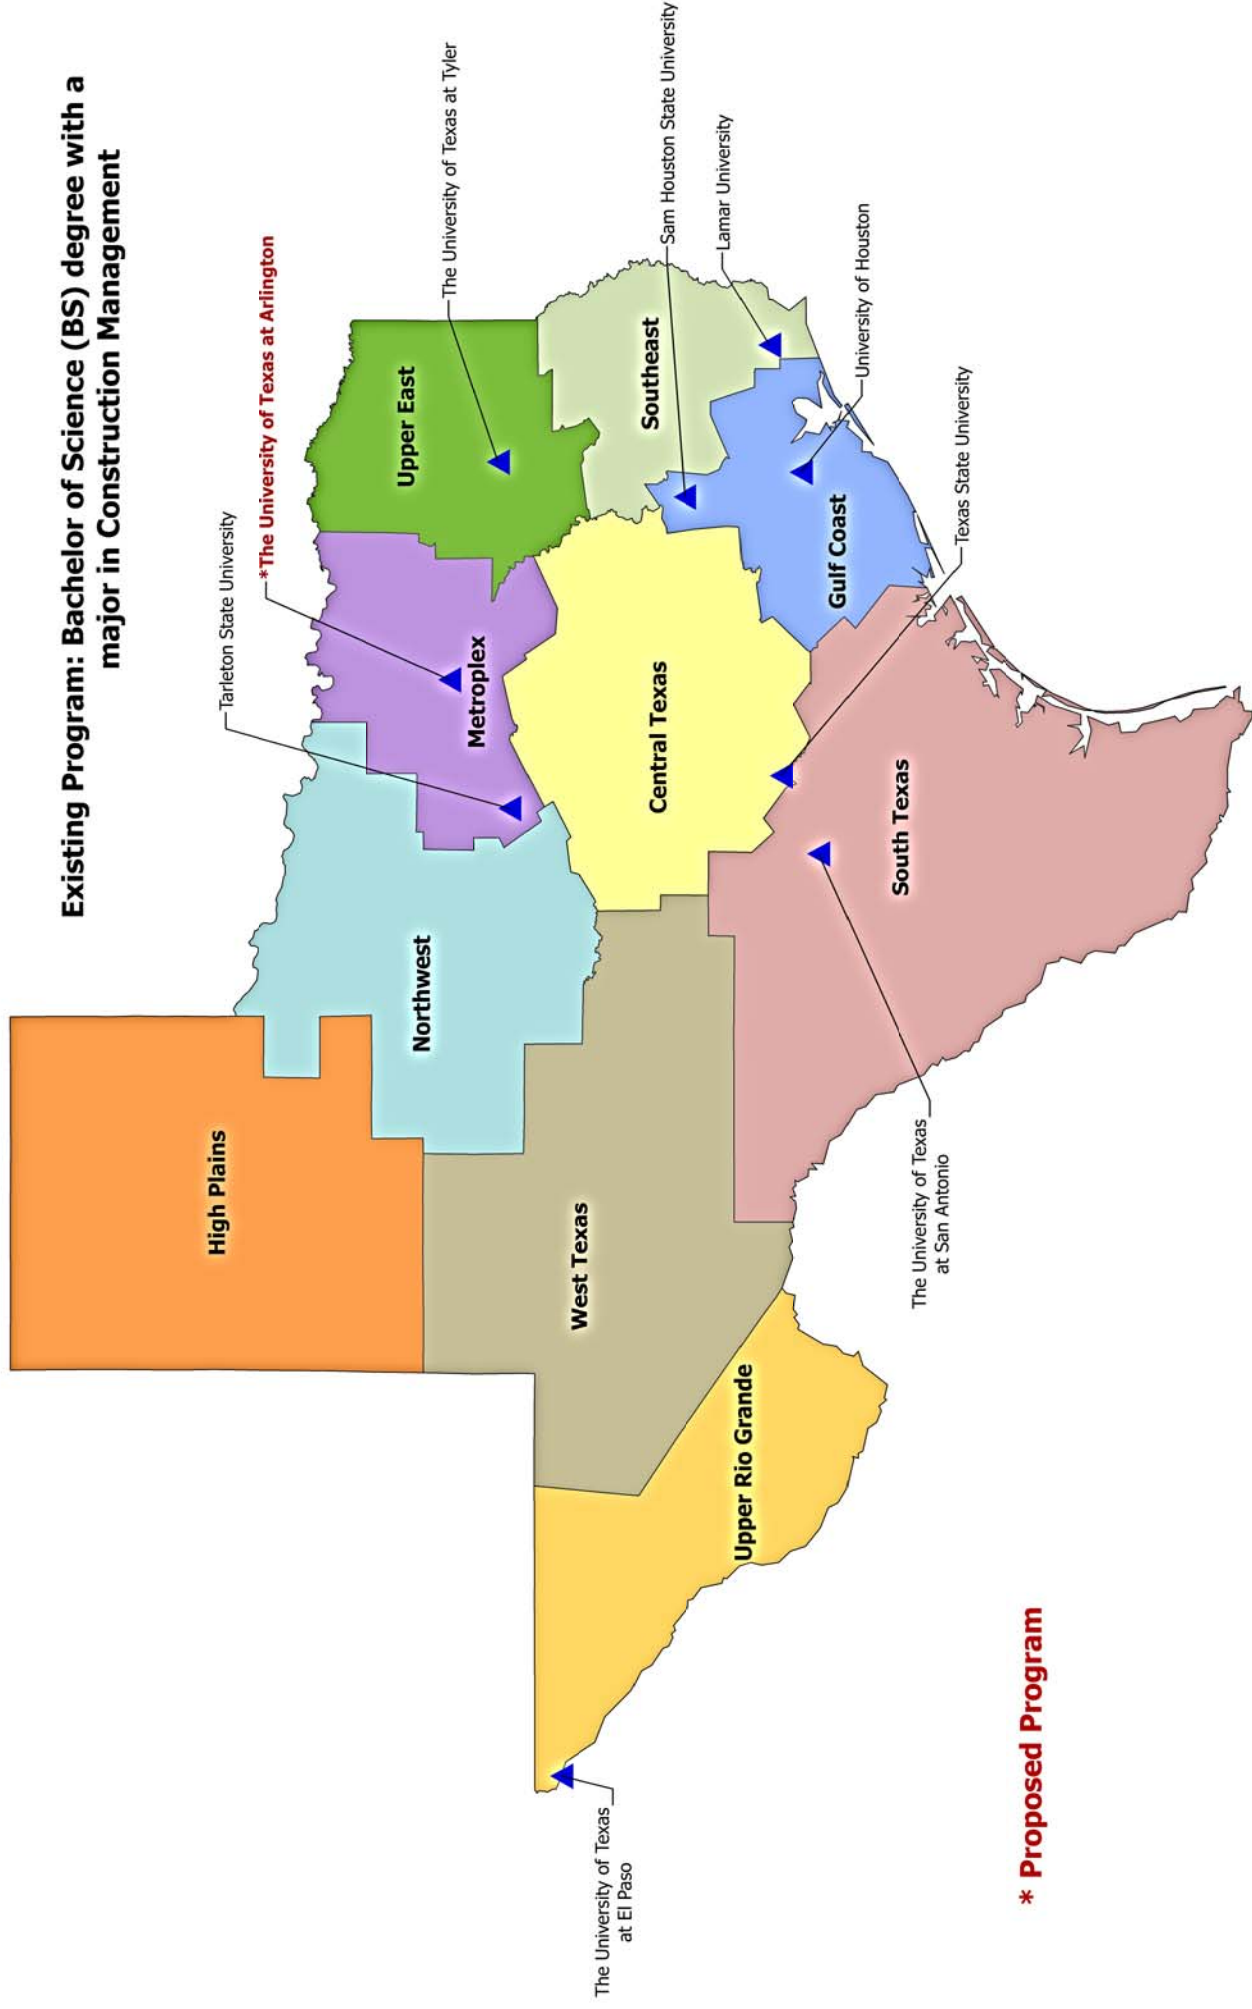 Existing Program: Bachelor of Science (BS) degree with a
major in Construction Management
Tarleton State University
*The University of Texas at Arlington
The University of Texas at Tyler
High Plains
Northwest
Metroplex
Upper East
The University of Texas
at El Paso
West Texas
Central Texas
Southeast
Sam Houston State University
Lamar University
Upper Rio Grande
Gulf Coast
University of Houston
South Texas
Texas State University
The University of Texas
at San Antonio
* Proposed Program